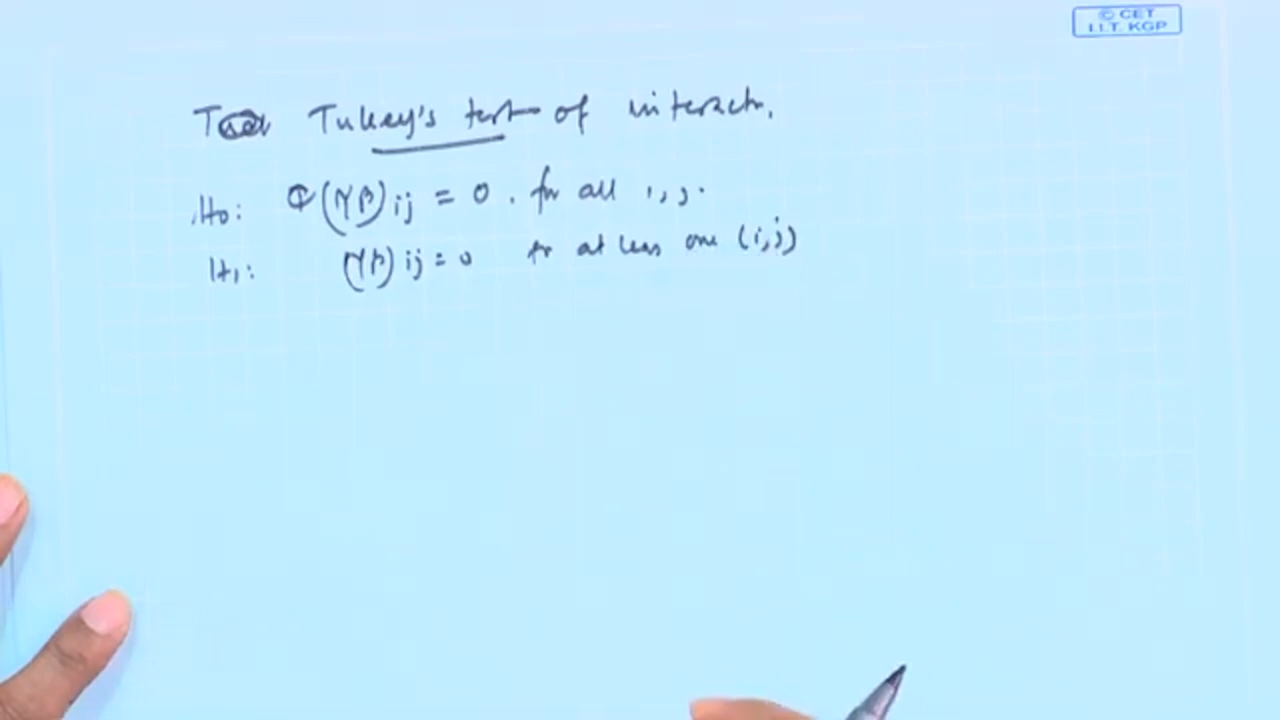 © CET
I.I.T. KGP
Tukey's test of interactn.
H₀: (γβ)ij = 0 . for all i, j.
H₁: (γβ)ij = 0 for at least one (i,j)